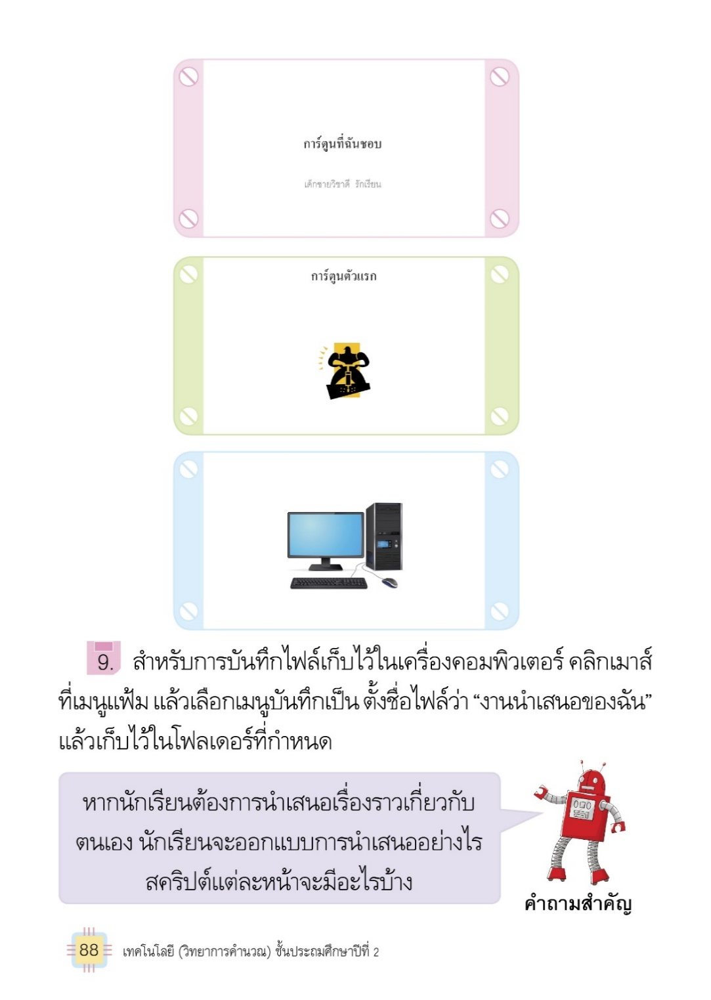 การ์ตูนที่ฉันชอบ
เด็กชายวิชาดี รักเรียน
การ์ตูนตัวแรก
9. สำหรับการบันทึกไฟล์เก็บไว้ในเครื่องคอมพิวเตอร์ คลิกเมาส์
ที่เมนูแฟ้ม แล้วเลือกเมนูบันทึกเป็น ตั้งชื่อไฟล์ว่า “งานนำเสนอของฉัน”
แล้วเก็บไว้ในโฟลเดอร์ที่กำหนด
หากนักเรียนต้องการนำเสนอเรื่องราวเกี่ยวกับ
ตนเอง นักเรียนจะออกแบบการนำเสนออย่างไร
สคริปต์แต่ละหน้าจะมีอะไรบ้าง
คำถามสำคัญ
88 เทคโนโลยี (วิทยาการคำนวณ) ชั้นประถมศึกษาปีที่ 2